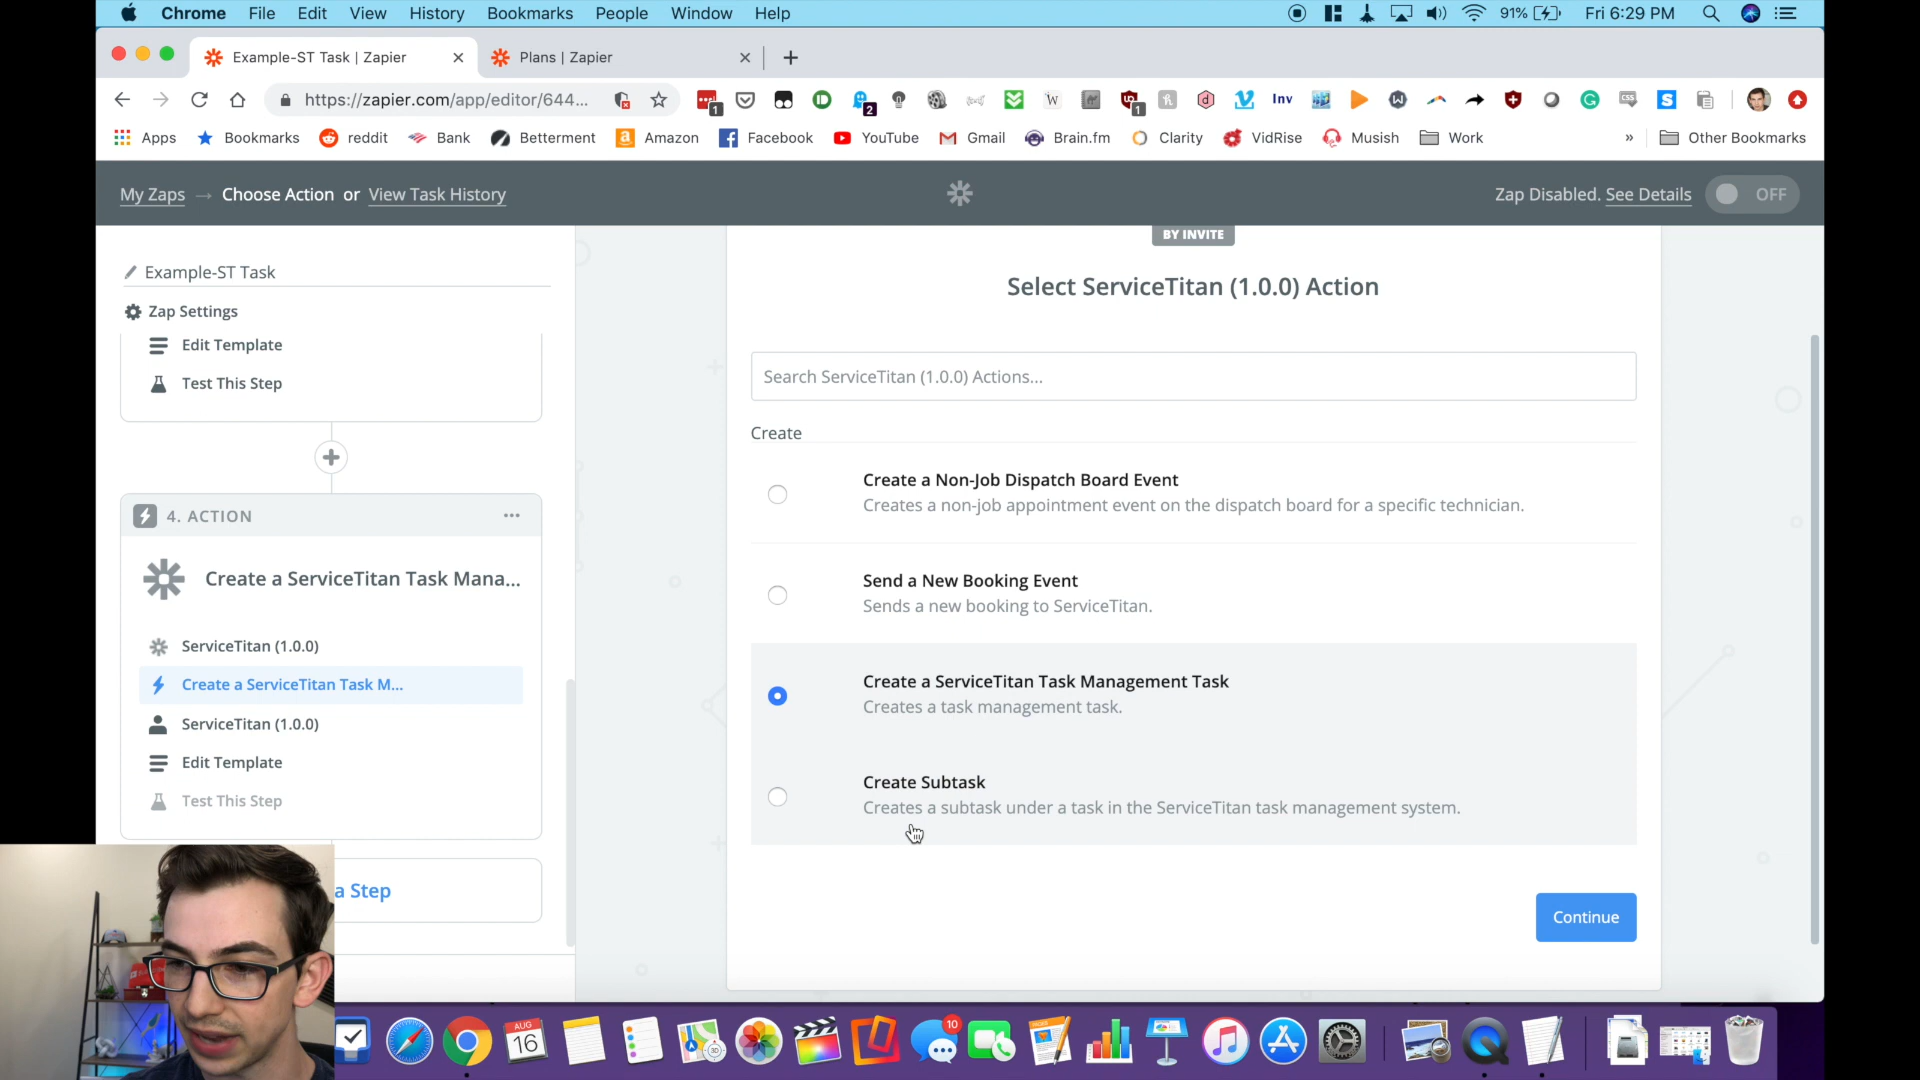 Chrome File Edit View History Bookmarks People Window Help 91% Fri 6:29 PM
Example-ST Task | Zapier Plans | Zapier
https://zapier.com/app/editor/644... 1 2 W 1 Inv CSS
Apps Bookmarks reddit Bank Betterment Amazon Facebook YouTube Gmail Brain.fm Clarity VidRise Musish Work » Other Bookmarks
My Zaps → Choose Action or View Task History Zap Disabled. See Details OFF
Example-ST Task
Zap Settings
Edit Template
Test This Step
4. ACTION
Create a ServiceTitan Task Mana...
ServiceTitan (1.0.0)
Create a ServiceTitan Task M...
ServiceTitan (1.0.0)
Edit Template
Test This Step
a Step
BY INVITE
Select ServiceTitan (1.0.0) Action
Search ServiceTitan (1.0.0) Actions...
Create
Create a Non-Job Dispatch Board Event
Creates a non-job appointment event on the dispatch board for a specific technician.
Send a New Booking Event
Sends a new booking to ServiceTitan.
Create a ServiceTitan Task Management Task
Creates a task management task.
Create Subtask
Creates a subtask under a task in the ServiceTitan task management system.
Continue
AUG
16
10